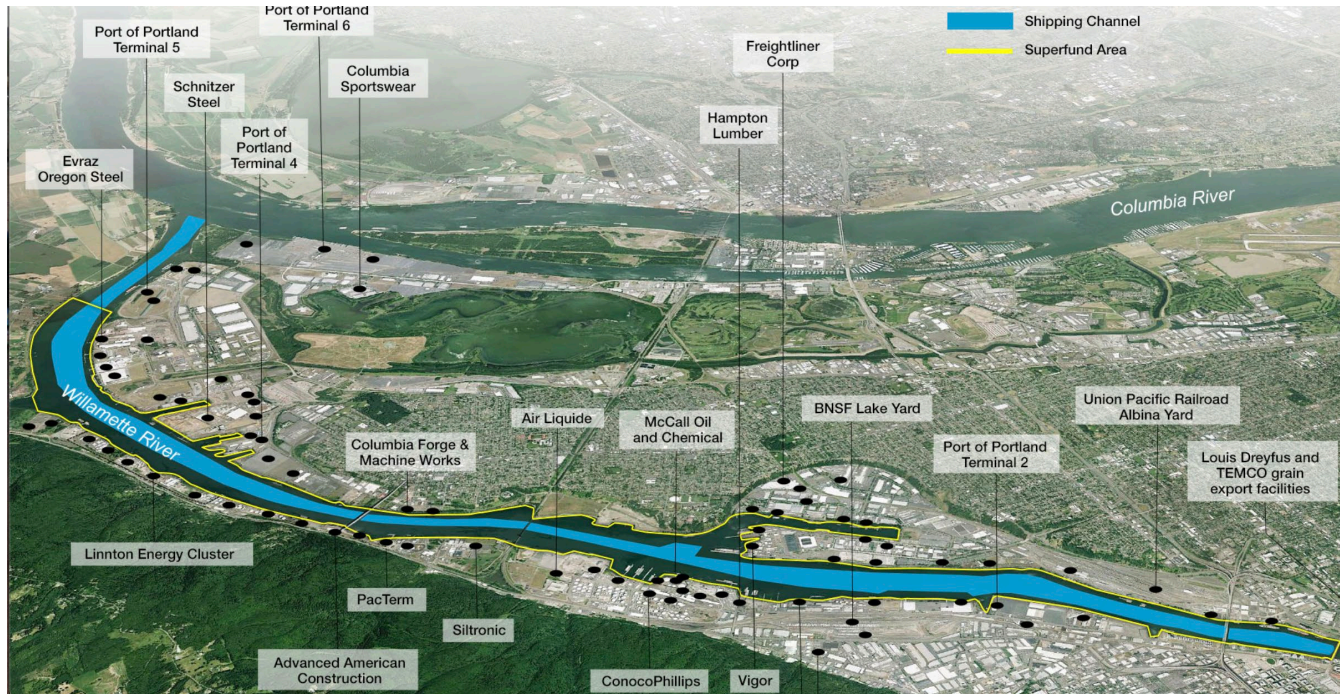 Port of Portland
Terminal 6
Port of Portland
Terminal 5
Columbia
Sportswear
Freightliner
Corp
Shipping Channel
Superfund Area
Schnitzer
Steel
Hampton
Lumber
Port of
Portland
Terminal 4
Evraz
Oregon Steel
Columbia River
Willamette River
Columbia Forge &
Machine Works
Air Liquide
McCall Oil
and Chemical
BNSF Lake Yard
Port of Portland
Terminal 2
Union Pacific Railroad
Albina Yard
Louis Dreyfus and
TEMCO grain
export facilities
Linnton Energy Cluster
PacTerm
Siltronic
Advanced American
Construction
ConocoPhillips
Vigor